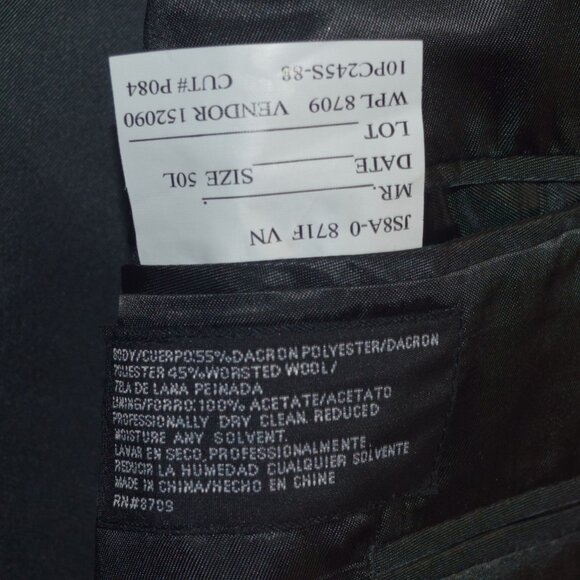 JS8A-0 871F VN
MR.
DATE SIZE 50L
LOT
WPL 8709 VENDOR 152090
10PC245S-88 CUT# P084
BODY/CUERPO:55%DACRON POLYESTER/DACRON
POLIESTER 45%WORSTED WOOL/
TELA DE LANA PEINADA
LINING/FORRO:100% ACETATE/ACETATO
PROFESSIONALLY DRY CLEAN. REDUCED
MOISTURE ANY SOLVENT.
LAVAR EN SECO, PROFESSIONALMENTE.
REDUCIR LA HUMEDAD CUALQUIER SOLVENTE
MADE IN CHINA/HECHO EN CHINE
RN#8709